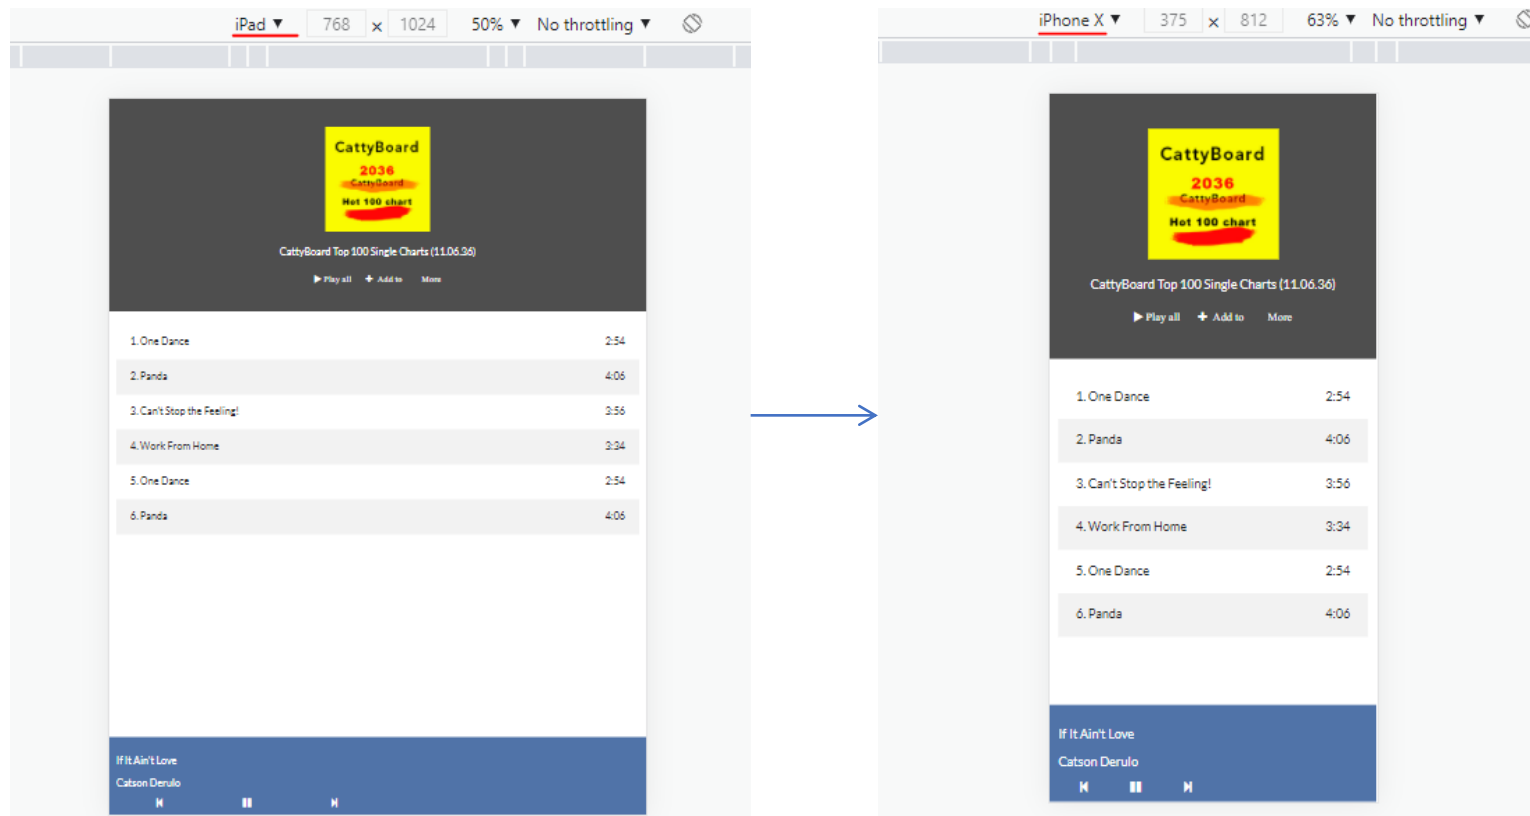 iPad ▼ 768 × 1024 50% ▼ No throttling ▼
CattyBoard
2036
CattyBoard
Hot 100 chart
CattyBoard Top 100 Single Charts (11.06.36)
Play all Add to More
1. One Dance 2:54
2. Panda 4:06
3. Can't Stop the Feeling! 3:56
4. Work From Home 3:34
5. One Dance 2:54
6. Panda 4:06
If It Ain't Love
Catson Derulo
iPhone X ▼ 375 × 812 63% ▼ No throttling ▼
CattyBoard
2036
CattyBoard
Hot 100 chart
CattyBoard Top 100 Single Charts (11.06.36)
Play all Add to More
1. One Dance 2:54
2. Panda 4:06
3. Can't Stop the Feeling! 3:56
4. Work From Home 3:34
5. One Dance 2:54
6. Panda 4:06
If It Ain't Love
Catson Derulo